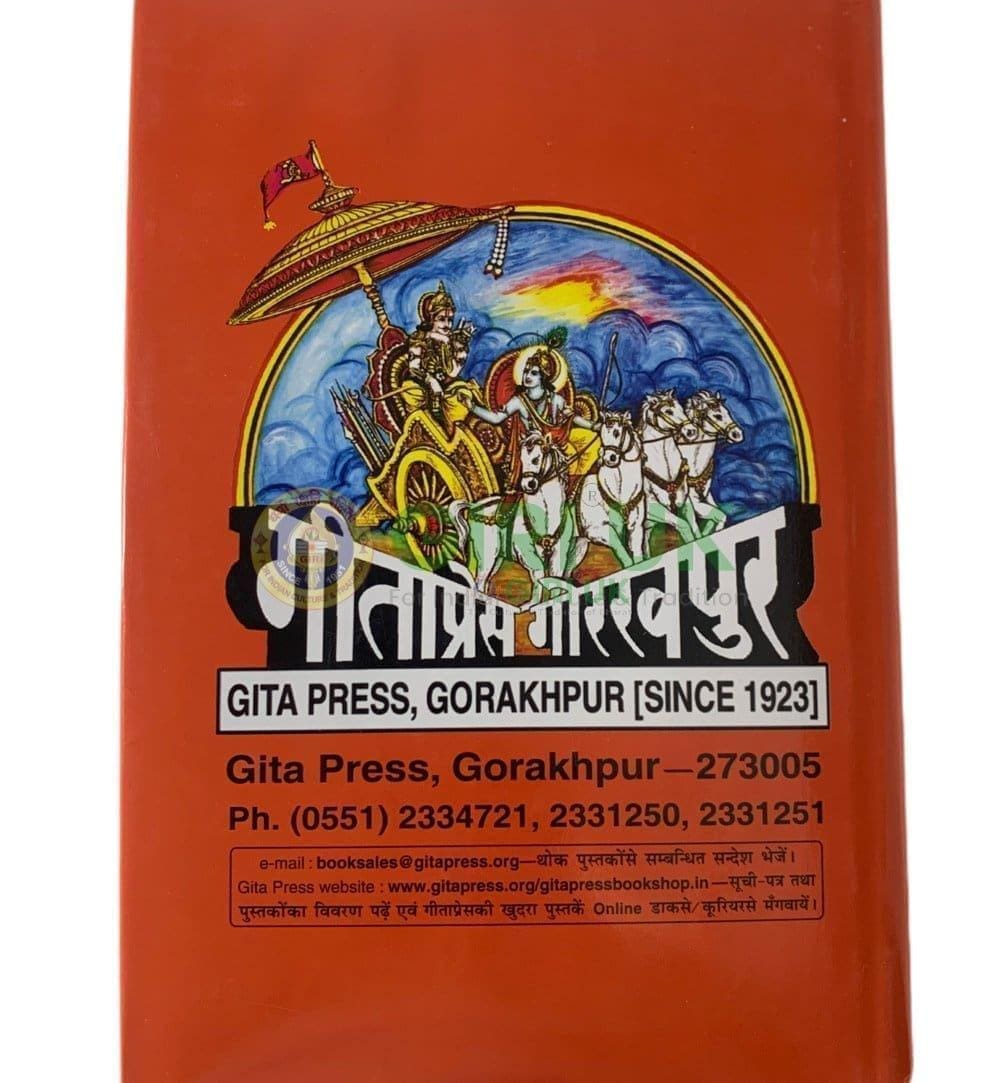 गीताप्रेस गोरखपुर
GITA PRESS, GORAKHPUR [SINCE 1923]
Gita Press, Gorakhpur—273005
Ph. (0551) 2334721, 2331250, 2331251
e-mail : booksales@gitapress.org—थोक पुस्तकोंसे सम्बन्धित सन्देश भेजें।
Gita Press website : www.gitapress.org/gitapressbookshop.in—सूची-पत्र तथा
पुस्तकोंका विवरण पढ़ें एवं गीताप्रेसकी खुदरा पुस्तकें Online डाकसे/कूरियरसे मँगवायें।